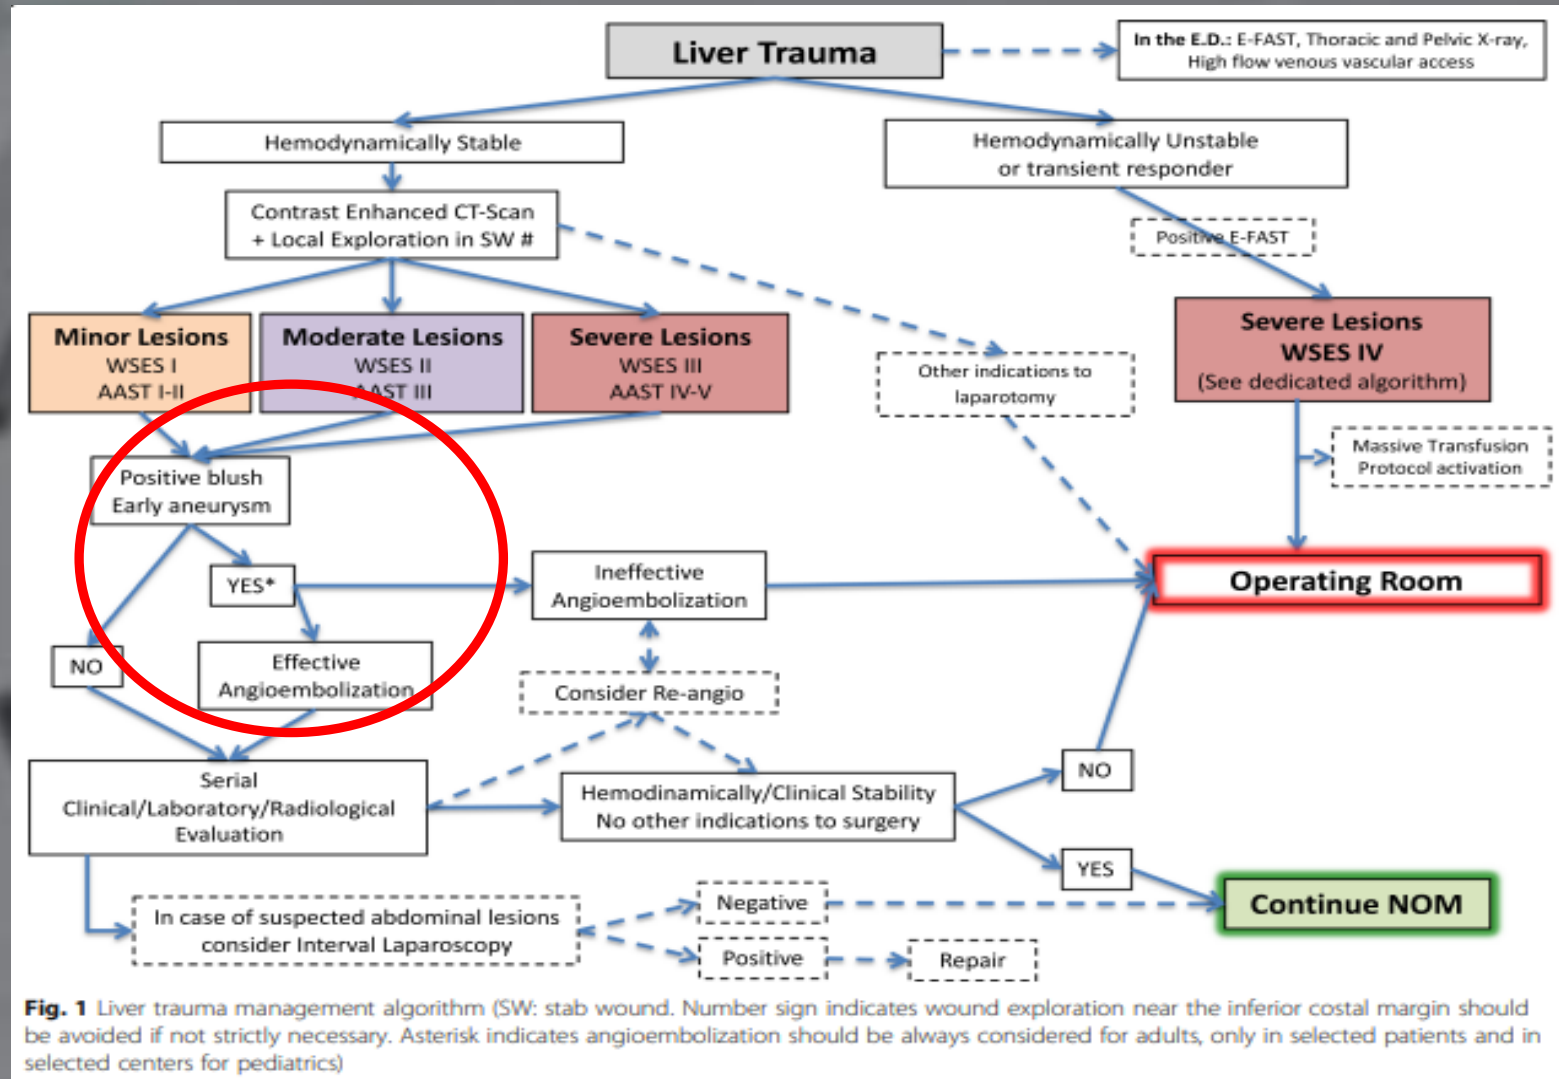 Liver Trauma
In the E.D.: E-FAST, Thoracic and Pelvic X-ray,
High flow venous vascular access
Hemodynamically Stable
Hemodynamically Unstable
or transient responder
Contrast Enhanced CT-Scan
+ Local Exploration in SW #
Positive E-FAST
Minor Lesions
WSES I
AAST I-II
Moderate Lesions
WSES II
AAST III
Severe Lesions
WSES III
AAST IV-V
Other indications to
laparotomy
Severe Lesions
WSES IV
(See dedicated algorithm)
Massive Transfusion
Protocol activation
Positive blush
Early aneurysm
YES*
Ineffective
Angioembolization
Operating Room
NO
Effective
Angioembolization
Consider Re-angio
Serial
Clinical/Laboratory/Radiological
Evaluation
Hemodinamically/Clinical Stability
No other indications to surgery
NO
YES
In case of suspected abdominal lesions
consider Interval Laparoscopy
Negative
Positive
Repair
Continue NOM
Fig. 1 Liver trauma management algorithm (SW: stab wound. Number sign indicates wound exploration near the inferior costal margin should
be avoided if not strictly necessary. Asterisk indicates angioembolization should be always considered for adults, only in selected patients and in
selected centers for pediatrics)